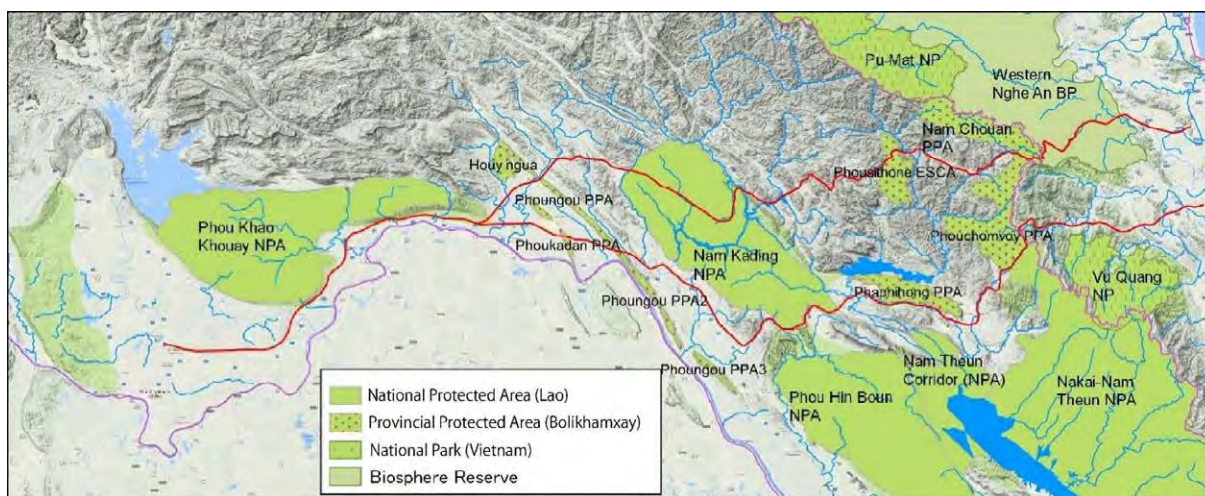 Pu-Mat NP
Western
Nghe An BP
Nam Chouan
PPA
Houy ngua
Phousithone ESCA
Phoungou PPA
Phou Khao
Khouay NPA
Phouchomvoy PPA
Phoukadan PPA
Nam Kading
NPA
Vu Quang
NP
Phaphihong PPA
Phoungou PPA2
Nam Theun
Corridor (NPA)
Phoungou PPA3
Nakai-Nam
Theun NPA
Phou Hin Boun
NPA
National Protected Area (Lao)
Provincial Protected Area (Bolikhamxay)
National Park (Vietnam)
Biosphere Reserve